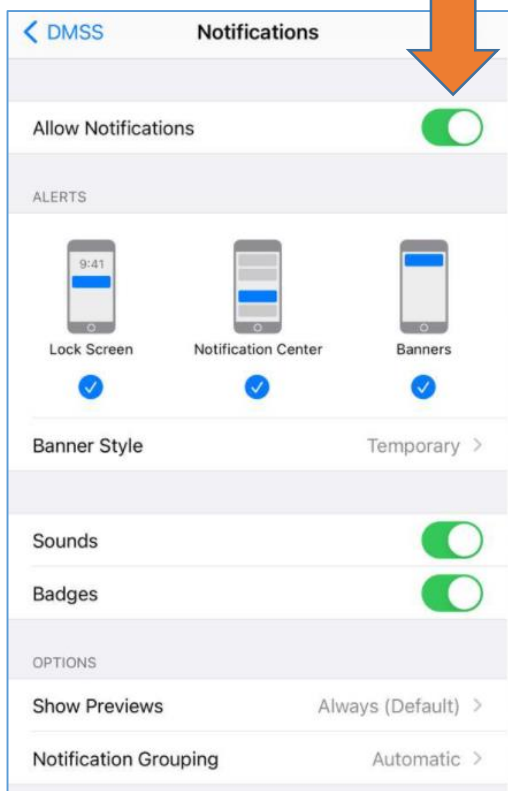 DMSS Notifications
Allow Notifications
ALERTS
9:41
Lock Screen Notification Center Banners
Banner Style Temporary
Sounds
Badges
OPTIONS
Show Previews Always (Default)
Notification Grouping Automatic